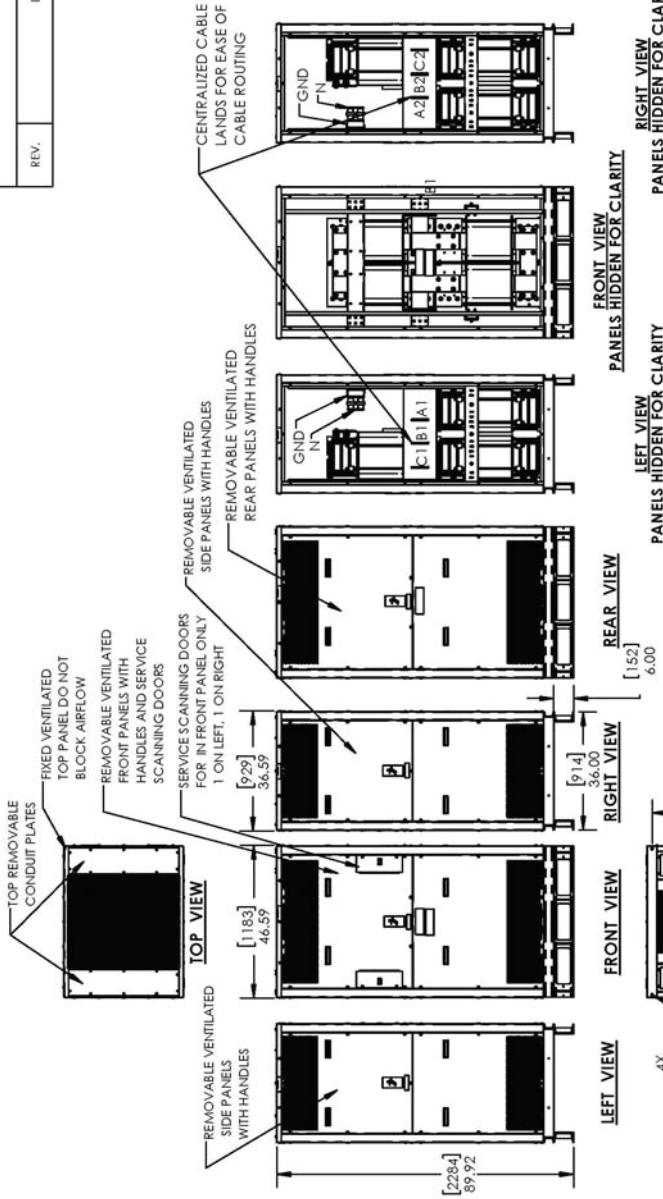 REV.
TOP REMOVABLE
CONDUIT PLATES
FIXED VENTILATED
TOP PANEL DO NOT
BLOCK AIRFLOW
REMOVABLE VENTILATED
FRONT PANELS WITH
HANDLES AND SERVICE
SCANNING DOORS
SERVICE SCANNING DOORS
FOR IN FRONT PANEL ONLY
1 ON LEFT, 1 ON RIGHT
TOP VIEW
REMOVABLE VENTILATED
SIDE PANELS
WITH HANDLES
REMOVABLE VENTILATED
SIDE PANELS WITH HANDLES
REMOVABLE VENTILATED
REAR PANELS WITH HANDLES
CENTRALIZED CABLE
LANDS FOR EASE OF
CABLE ROUTING
[2284]
89.92
[1183]
46.59
[929]
36.59
[914]
36.00
[152]
6.00
GND
N
C1 B1 A1
B1
GND
N
A2 B2 C2
LEFT VIEW
FRONT VIEW
RIGHT VIEW
REAR VIEW
LEFT VIEW
PANELS HIDDEN FOR CLARITY
FRONT VIEW
PANELS HIDDEN FOR CLARITY
RIGHT VIEW
PANELS HIDDEN FOR CLAR
4X